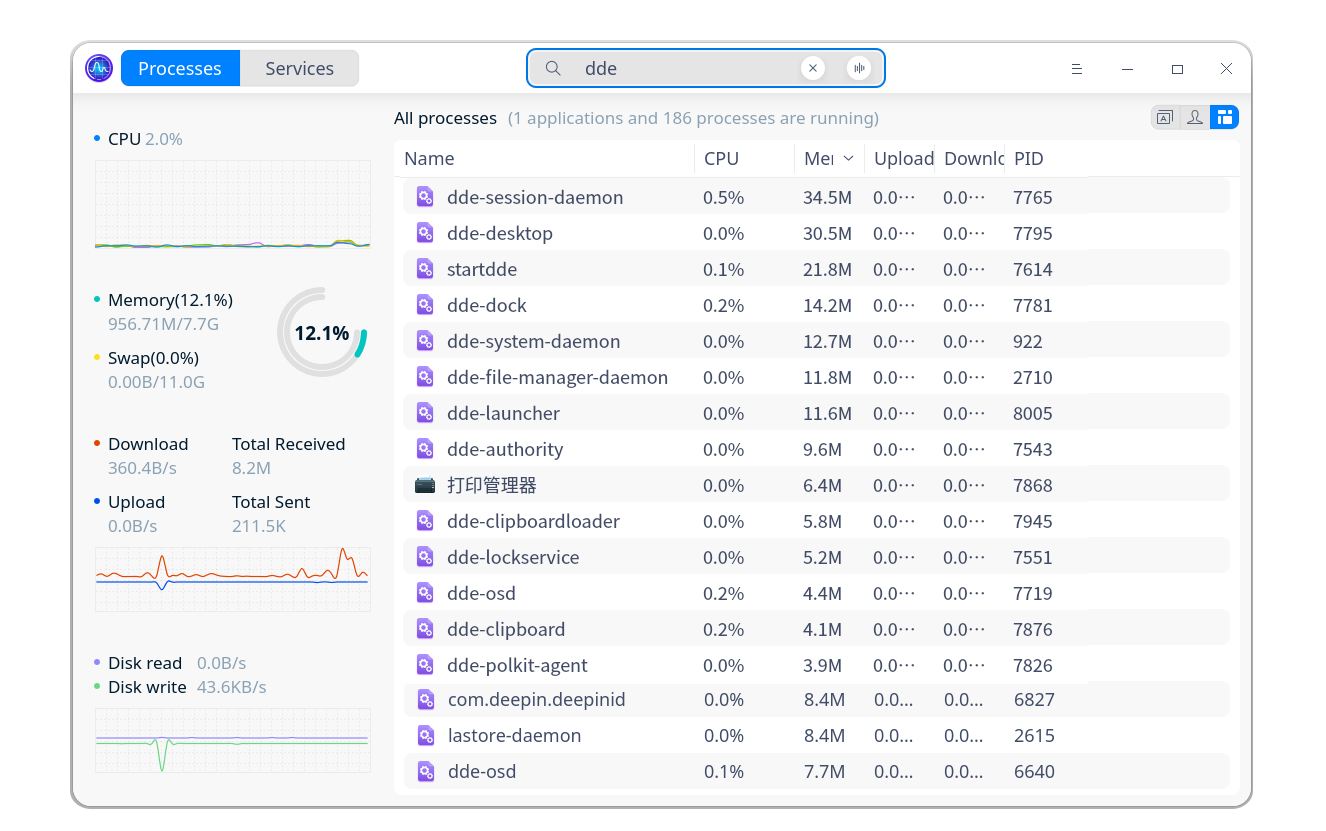 Processes Services dde
CPU 2.0%
Memory(12.1%)
956.71M/7.7G
12.1%
Swap(0.0%)
0.00B/11.0G
Download Total Received
360.4B/s 8.2M
Upload Total Sent
0.0B/s 211.5K
Disk read 0.0B/s
Disk write 43.6KB/s
All processes (1 applications and 186 processes are running)
Name CPU Me Upload Downlo PID
dde-session-daemon 0.5% 34.5M 0.0··· 0.0··· 7765
dde-desktop 0.0% 30.5M 0.0··· 0.0··· 7795
startdde 0.1% 21.8M 0.0··· 0.0··· 7614
dde-dock 0.2% 14.2M 0.0··· 0.0··· 7781
dde-system-daemon 0.0% 12.7M 0.0··· 0.0··· 922
dde-file-manager-daemon 0.0% 11.8M 0.0··· 0.0··· 2710
dde-launcher 0.0% 11.6M 0.0··· 0.0··· 8005
dde-authority 0.0% 9.6M 0.0··· 0.0··· 7543
打印管理器 0.0% 6.4M 0.0··· 0.0··· 7868
dde-clipboardloader 0.0% 5.8M 0.0··· 0.0··· 7945
dde-lockservice 0.0% 5.2M 0.0··· 0.0··· 7551
dde-osd 0.2% 4.4M 0.0··· 0.0··· 7719
dde-clipboard 0.2% 4.1M 0.0··· 0.0··· 7876
dde-polkit-agent 0.0% 3.9M 0.0··· 0.0··· 7826
com.deepin.deepinid 0.0% 8.4M 0.0... 0.0... 6827
lastore-daemon 0.0% 8.4M 0.0... 0.0... 2615
dde-osd 0.1% 7.7M 0.0... 0.0... 6640